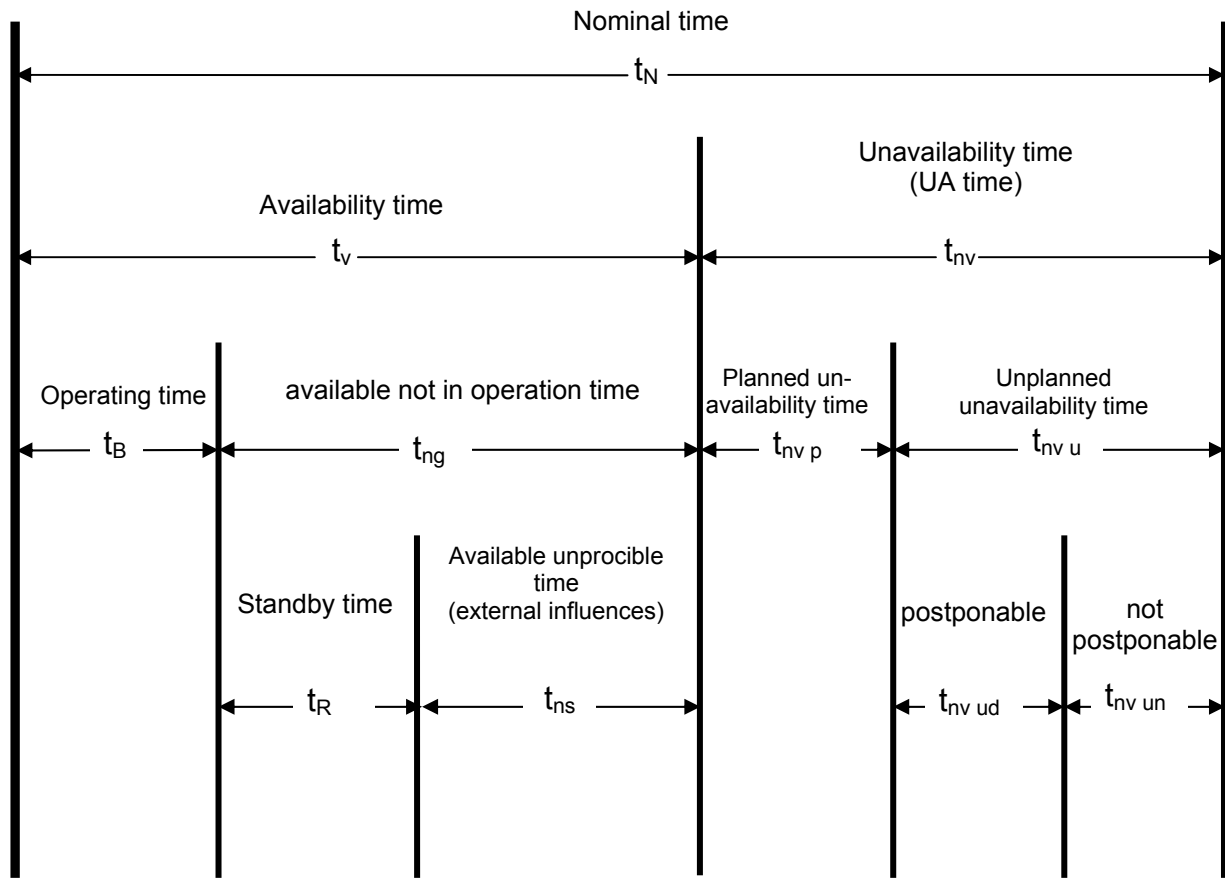 Nominal time
tN
Unavailability time
(UA time)
Availability time
tv
tnv
Operating time
available not in operation time
Planned un-
availability time
Unplanned
unavailability time
tB
tng
tnv p
tnv u
Standby time
Available unprocible
time
(external influences)
postponable
not
postponable
tR
tns
tnv ud
tnv un